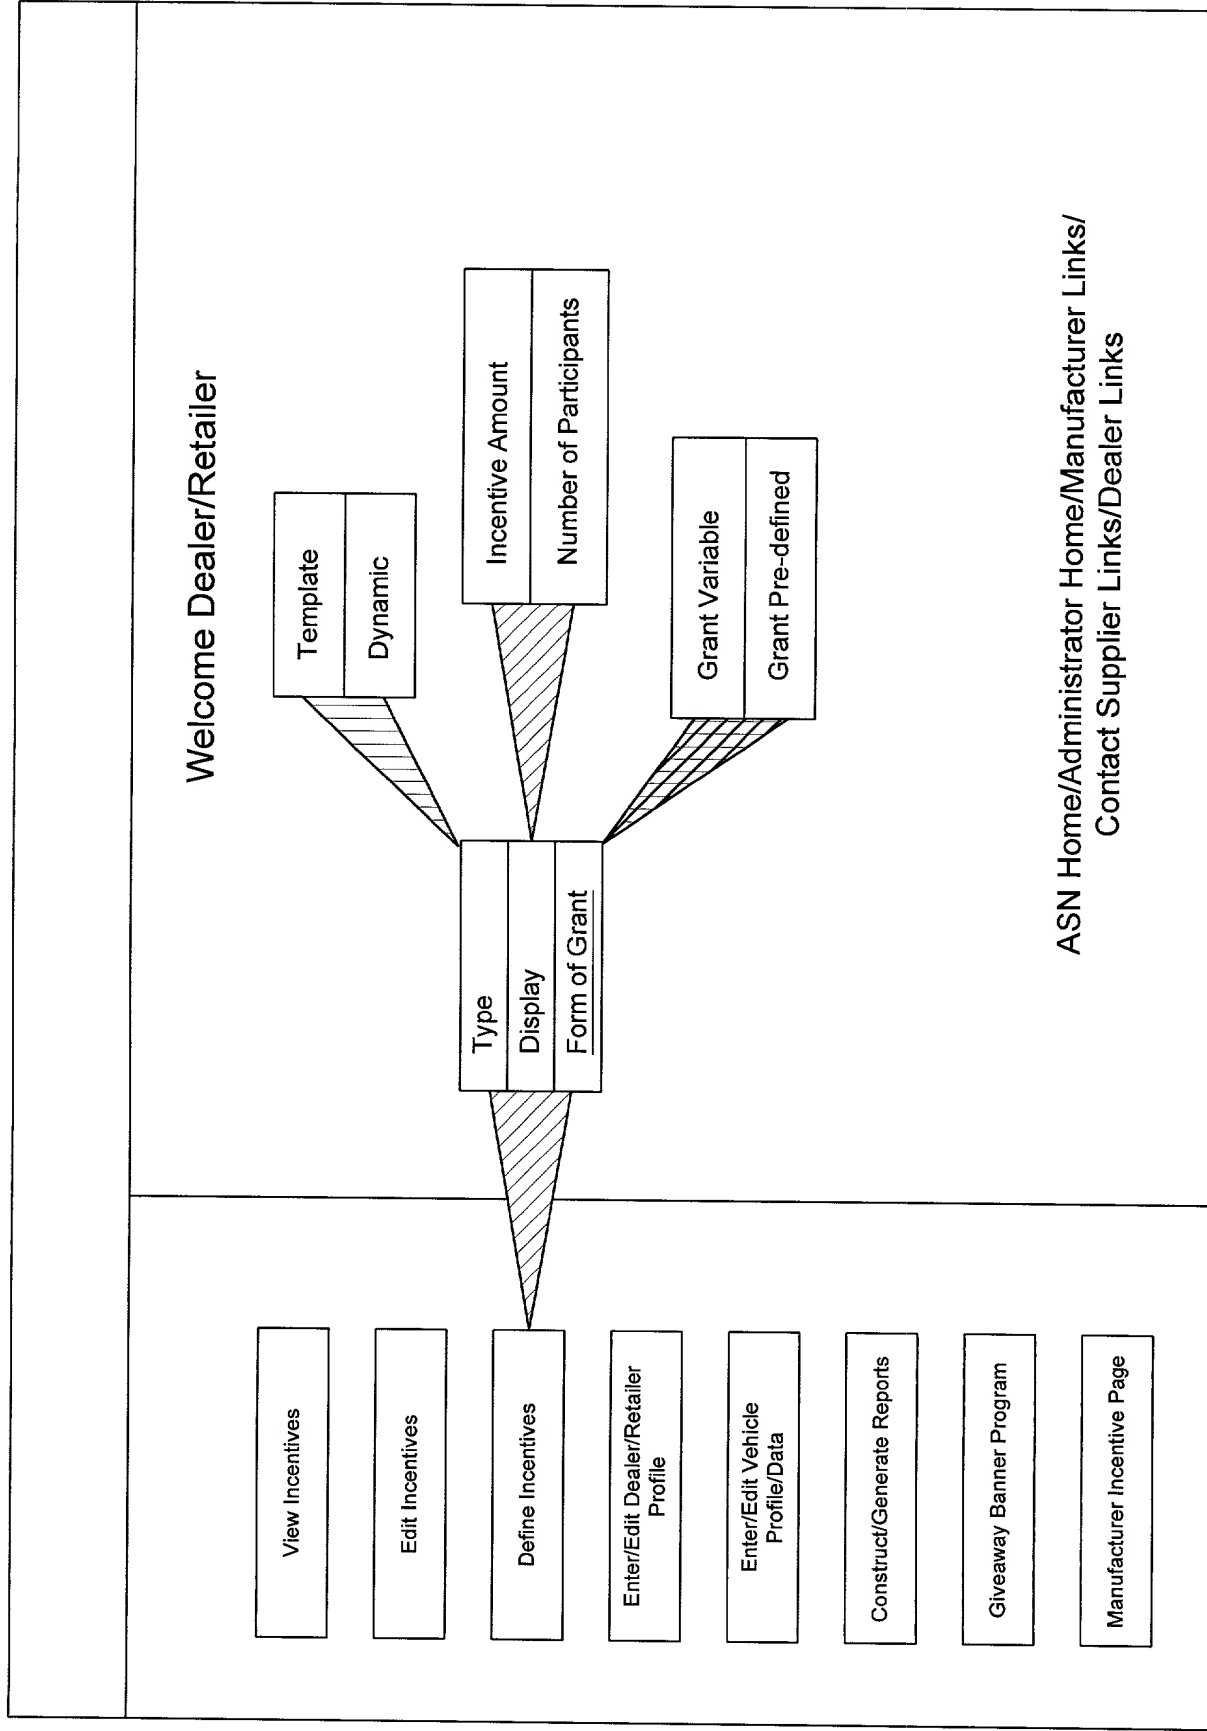 Welcome Dealer/Retailer
View Incentives
Edit Incentives
Define Incentives
Enter/Edit Dealer/Retailer
Profile
Enter/Edit Vehicle
Profile/Data
Construct/Generate Reports
Giveaway Banner Program
Manufacturer Incentive Page
Type
Display
Form of Grant
Template
Dynamic
Incentive Amount
Number of Participants
Grant Variable
Grant Pre-defined
ASN Home/Administrator Home/Manufacturer Links/
Contact Supplier Links/Dealer Links